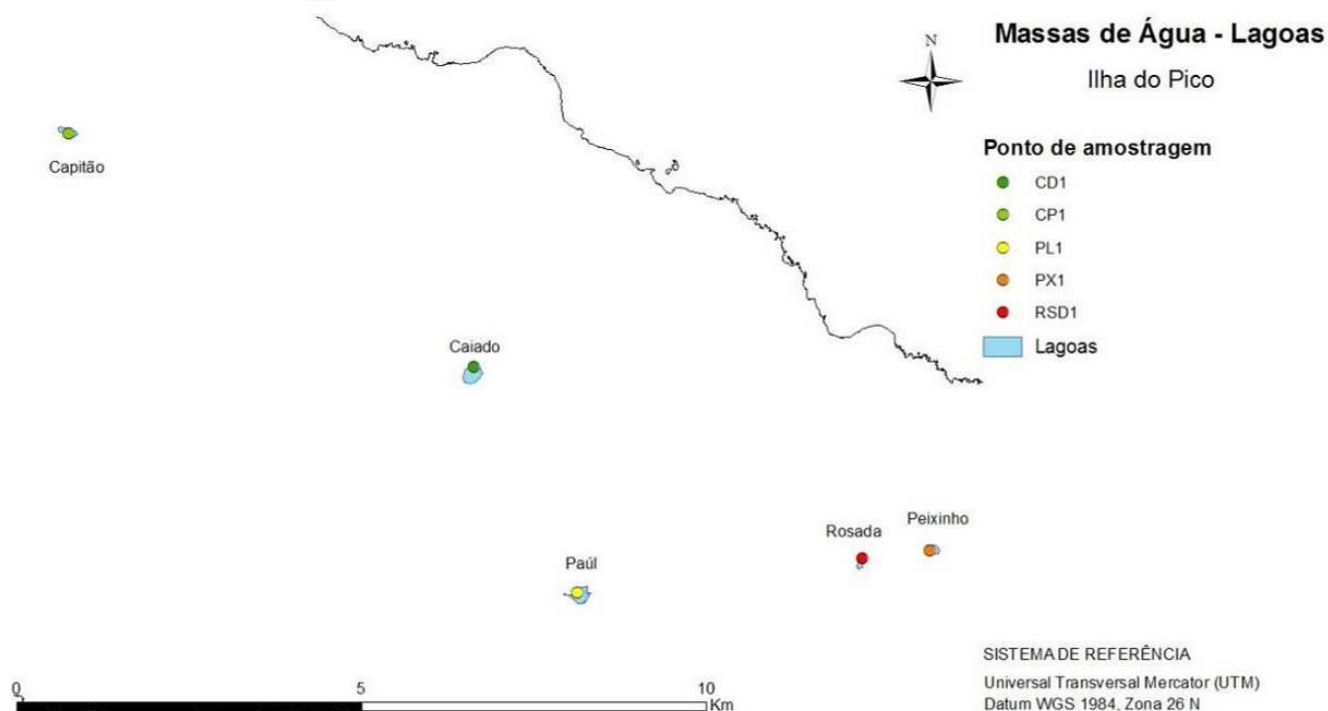 Massas de Água - Lagoas
Ilha do Pico
N
Ponto de amostragem
CD1
CP1
PL1
PX1
RSD1
Lagoas
Capitão
Caiado
Rosada
Peixinho
Paúl
0 5 10 Km
SISTEMA DE REFERÊNCIA
Universal Transversal Mercator (UTM)
Datum WGS 1984, Zona 26 N